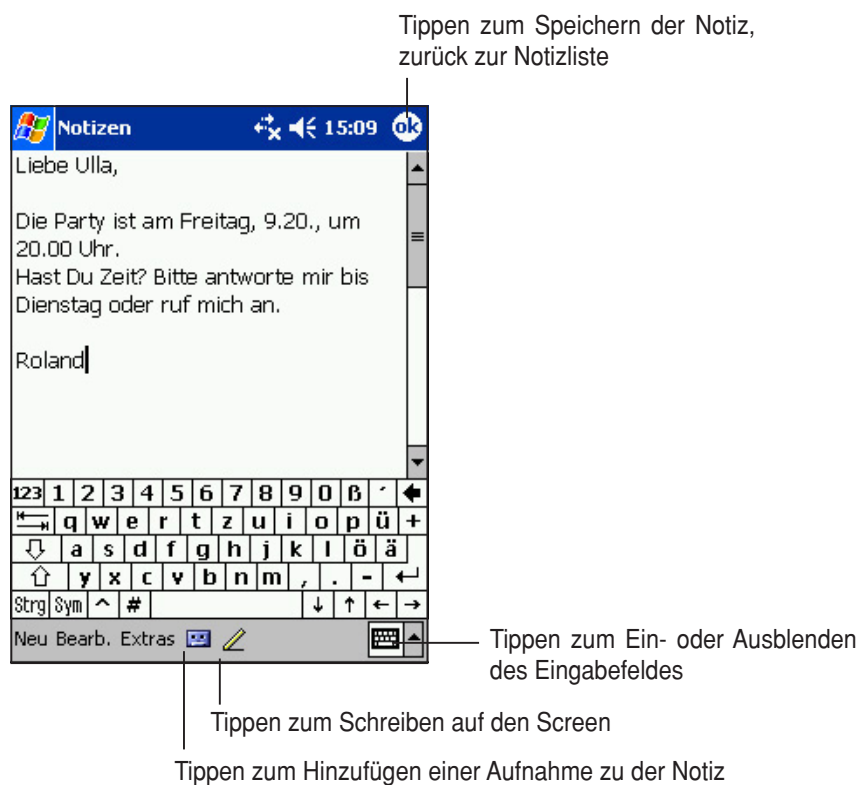 Tippen zum Speichern der Notiz,
zurück zur Notizliste
Notizen 15:09 ok
Liebe Ulla,
Die Party ist am Freitag, 9.20., um
20.00 Uhr.
Hast Du Zeit? Bitte antworte mir bis
Dienstag oder ruf mich an.
Roland
123 1 2 3 4 5 6 7 8 9 0 ß ´
q w e r t z u i o p ü +
a s d f g h j k l ö ä
y x c v b n m , . -
Strg Sym ^ # ↓ ↑ ← →
Neu Bearb. Extras
Tippen zum Ein- oder Ausblenden
des Eingabefeldes
Tippen zum Schreiben auf den Screen
Tippen zum Hinzufügen einer Aufnahme zu der Notiz